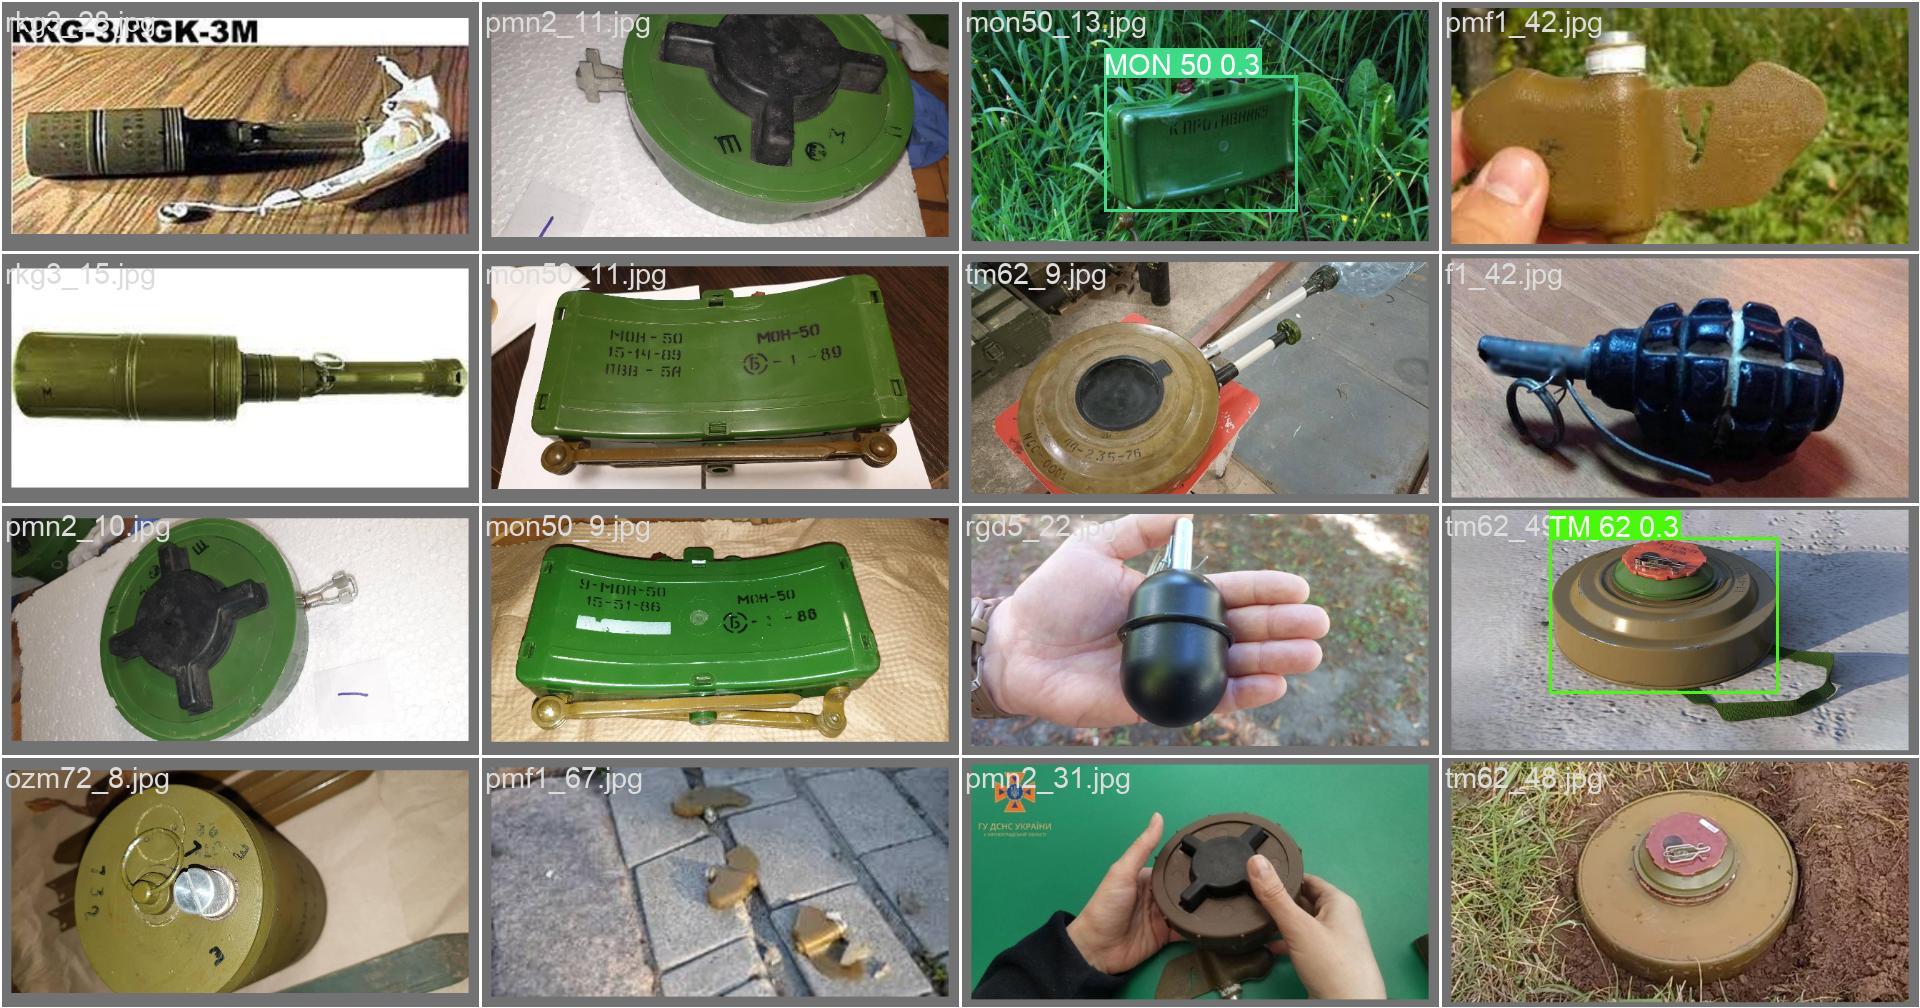 rkg3_28.jpg
RKG-3/RGK-3M
pmn2_11.jpg
mon50_13.jpg
MON 50 0.3
К ПРОТИВНИКУ
pmf1_42.jpg
rkg3_15.jpg
mon50_11.jpg
МОН-50
15-14-89
ПВВ-5А
МОН-50
Б-1-89
tm62_9.jpg
f1_42.jpg
pmn2_10.jpg
mon50_9.jpg
У-МОН-50
15-51-86
МОН-50
rgd5_22.jpg
TM 62 0.3
ozm72_8.jpg
pmf1_67.jpg
pmn2_31.jpg
ГУ ДСНС УКРАЇНИ
tm62_48.jpg